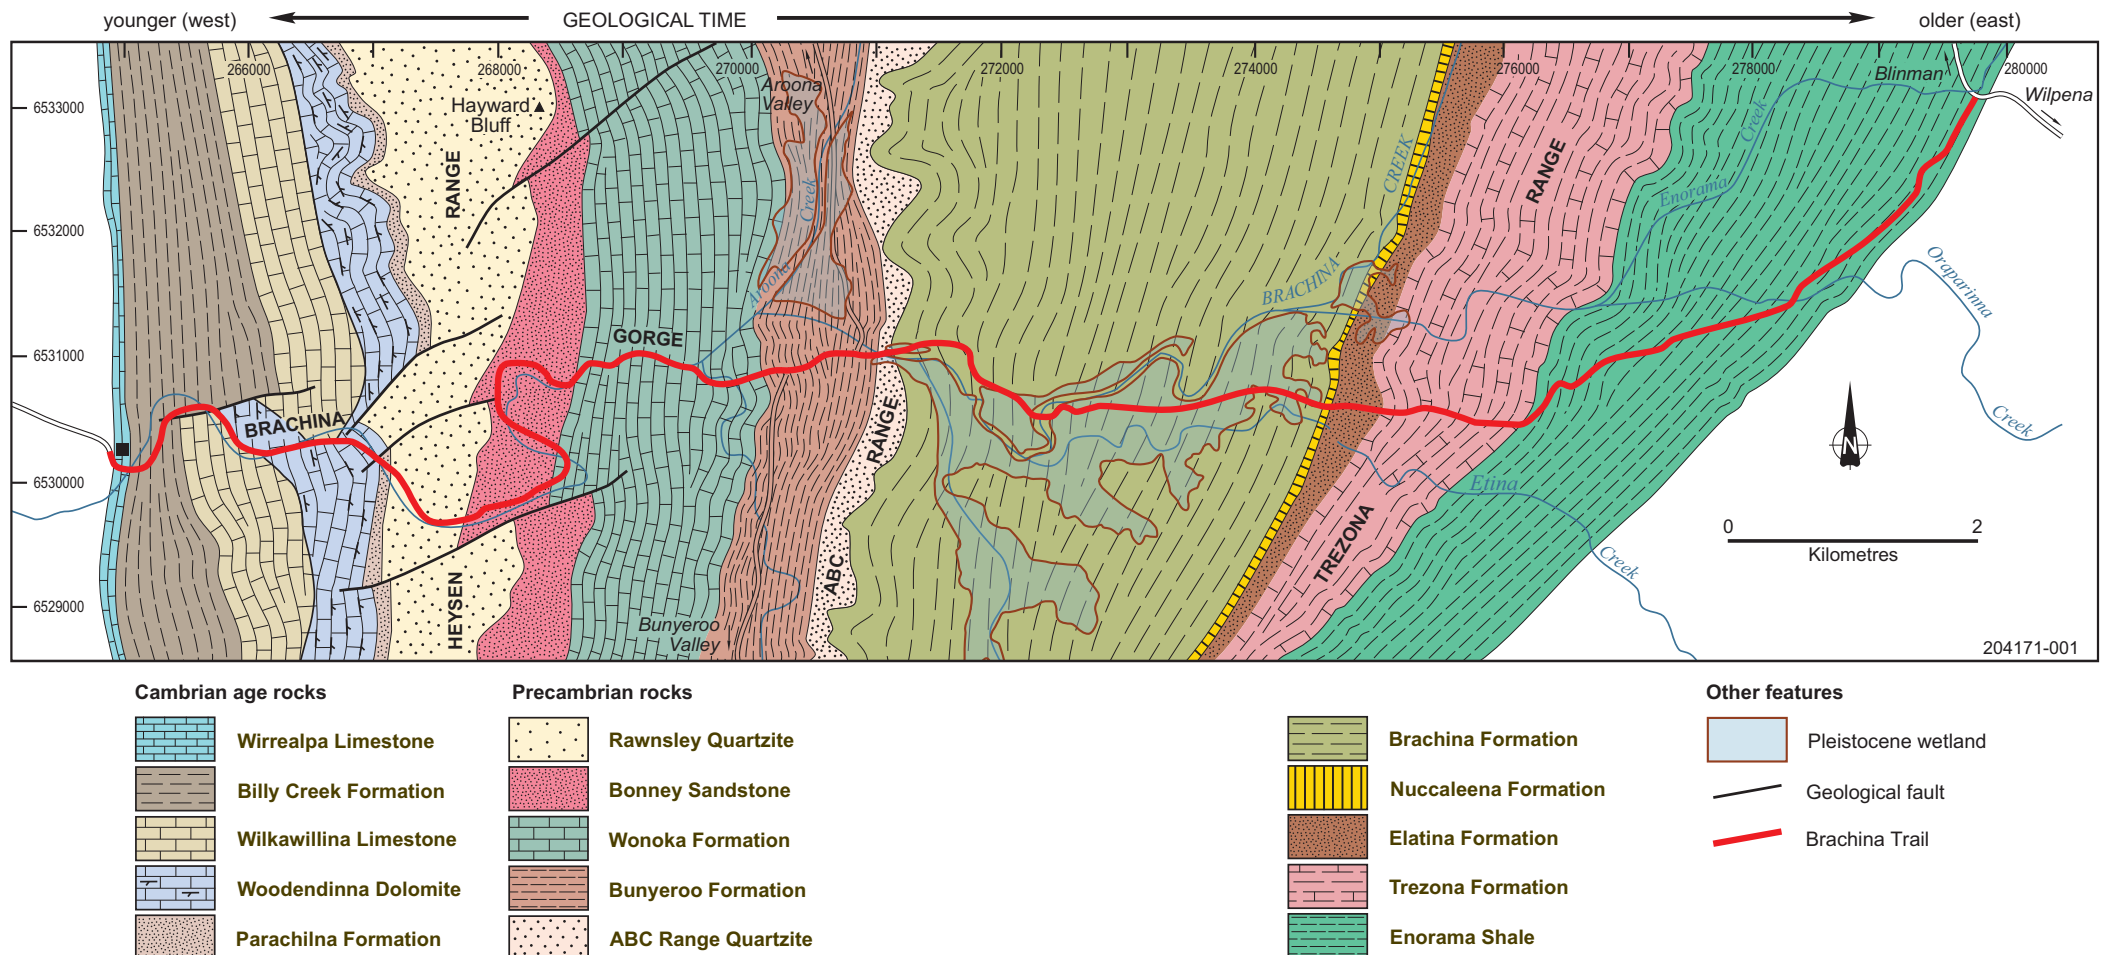 younger (west)
GEOLOGICAL TIME
older (east)
266000
268000
270000
272000
274000
276000
278000
280000
6533000
6532000
6531000
6530000
6529000
Hayward
Bluff
Aroona
Valley
Blinman
Wilpena
RANGE
Creek
CREEK
RANGE
Creek
Enorama
Aroona
BRACHINA
Oraparinna
Creek
GORGE
BRACHINA
RANGE
ABC
HEYSEN
Bunyeroo
Valley
TREZONA
Etina
Creek
N
0 2
Kilometres
204171-001
Cambrian age rocks
Wirrealpa Limestone
Billy Creek Formation
Wilkawillina Limestone
Woodendinna Dolomite
Parachilna Formation
Precambrian rocks
Rawnsley Quartzite
Bonney Sandstone
Wonoka Formation
Bunyeroo Formation
ABC Range Quartzite
Brachina Formation
Nuccaleena Formation
Elatina Formation
Trezona Formation
Enorama Shale
Other features
Pleistocene wetland
Geological fault
Brachina Trail